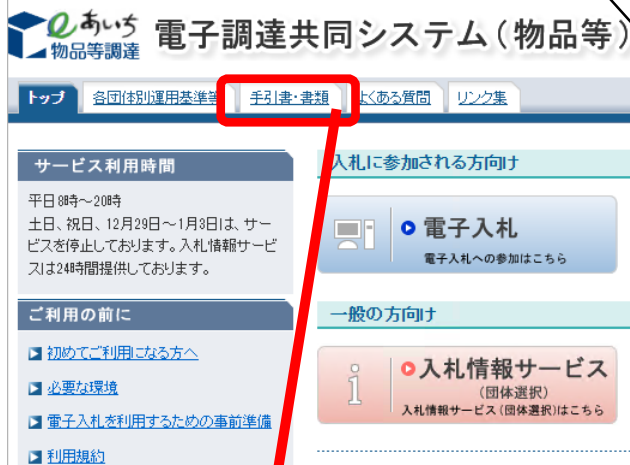 あいち
物品等調達
電子調達共同システム（物品等）
トップ 各団体別運用基準等 手引書・書類 よくある質問 リンク集
サービス利用時間
平日8時～20時
土日、祝日、12月29日～1月3日は、サー
ビスを停止しております。入札情報サービ
スは24時間提供しております。
ご利用の前に
初めてご利用になる方へ
必要な環境
電子入札を利用するための事前準備
利用規約
入札に参加される方向け
電子入札
電子入札への参加はこちら
一般の方向け
入札情報サービス
（団体選択）
入札情報サービス（団体選択）はこちら